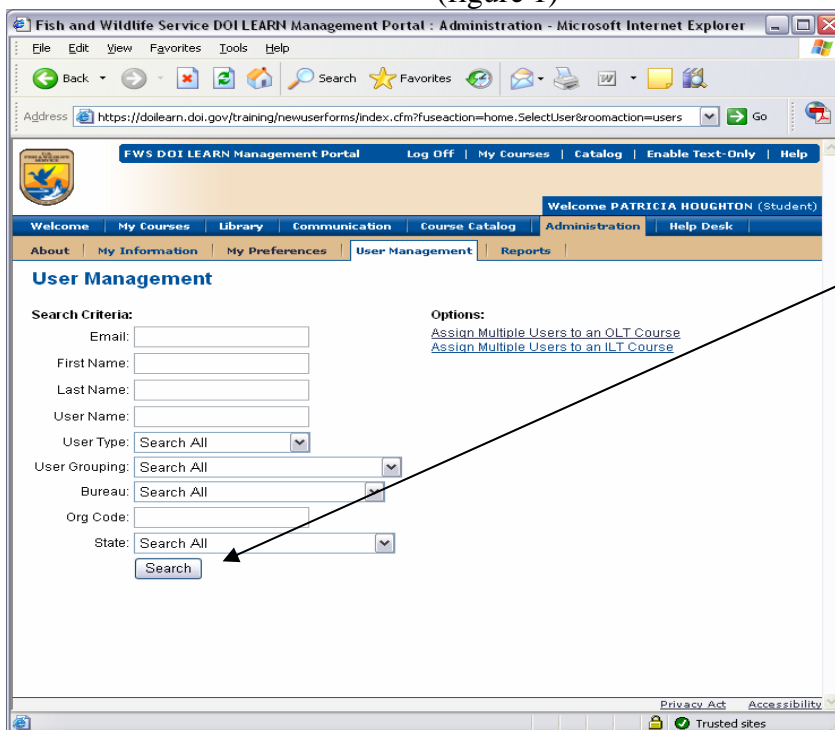 (figure 1)
Fish and Wildlife Service DOI LEARN Management Portal : Administration - Microsoft Internet Explorer
File Edit View Favorites Tools Help
Back Search Favorites
Address https://doilearn.doi.gov/training/newuserforms/index.cfm?fuseaction=home.SelectUser&roomaction=users Go
FWS DOI LEARN Management Portal Log Off | My Courses | Catalog | Enable Text-Only | Help
Welcome PATRICIA HOUGHTON (Student)
Welcome My Courses Library Communication Course Catalog Administration Help Desk
About My Information My Preferences User Management Reports
User Management
Search Criteria: Options:
Email: Assign Multiple Users to an OLT Course
Assign Multiple Users to an ILT Course
First Name:
Last Name:
User Name:
User Type: Search All
User Grouping: Search All
Bureau: Search All
Org Code:
State: Search All
Search
Privacy Act Accessibility
Trusted sites